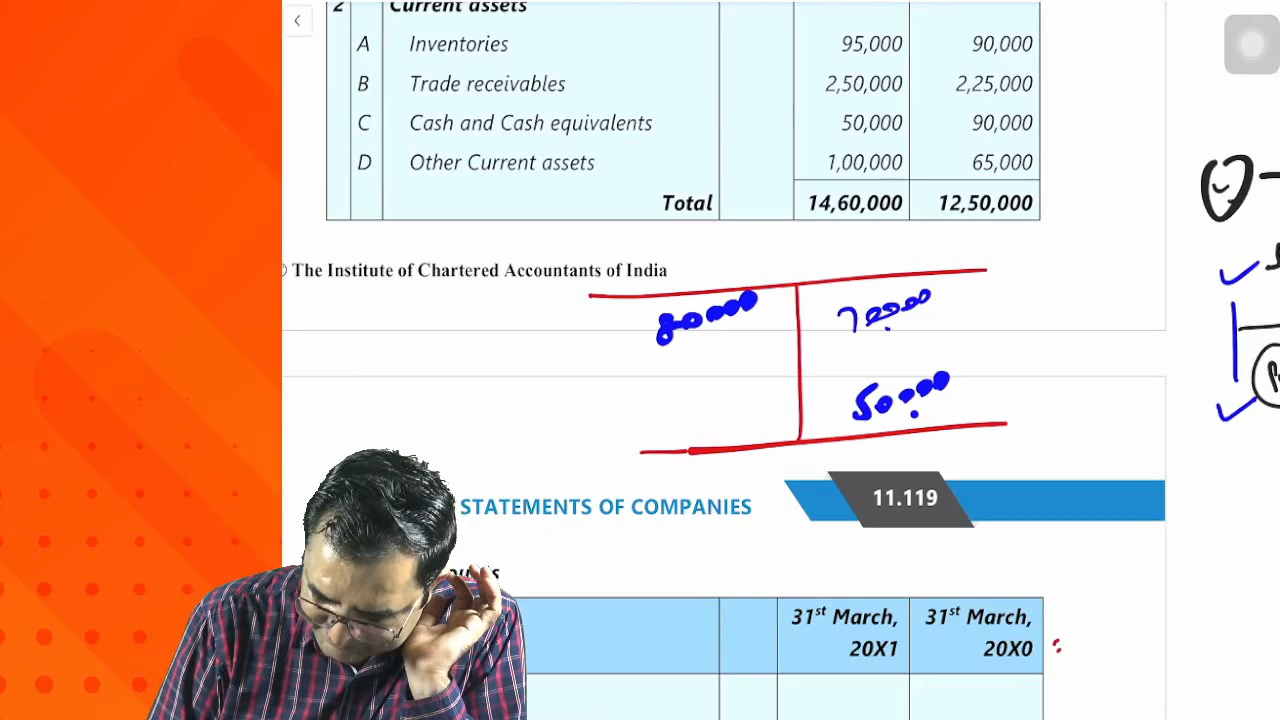 2 Current assets
A Inventories 95,000 90,000
B Trade receivables 2,50,000 2,25,000
C Cash and Cash equivalents 50,000 90,000
D Other Current assets 1,00,000 65,000
Total 14,60,000 12,50,000
The Institute of Chartered Accountants of India
80000 70000
50000
STATEMENTS OF COMPANIES 11.119
31st March, 20X1
31st March, 20X0